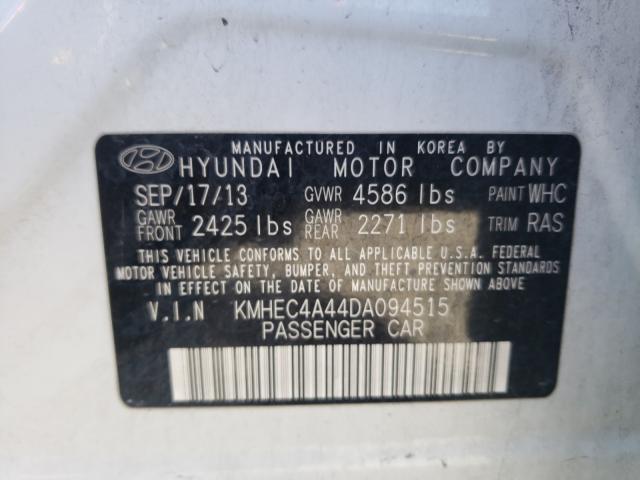 MANUFACTURED IN KOREA BY
HYUNDAI MOTOR COMPANY
SEP/17/13 GVWR 4586 lbs PAINT WHC
GAWR FRONT 2425 lbs GAWR REAR 2271 lbs TRIM RAS
THIS VEHICLE CONFORMS TO ALL APPLICABLE U.S.A. FEDERAL
MOTOR VEHICLE SAFETY, BUMPER, AND THEFT PREVENTION STANDARDS
IN EFFECT ON THE DATE OF MANUFACTURE SHOWN ABOVE
V.I.N KMHEC4A44DA094515
PASSENGER CAR